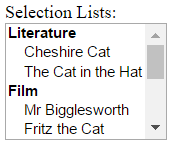 Selection Lists:
Literature
Cheshire Cat
The Cat in the Hat
Film
Mr Bigglesworth
Fritz the Cat